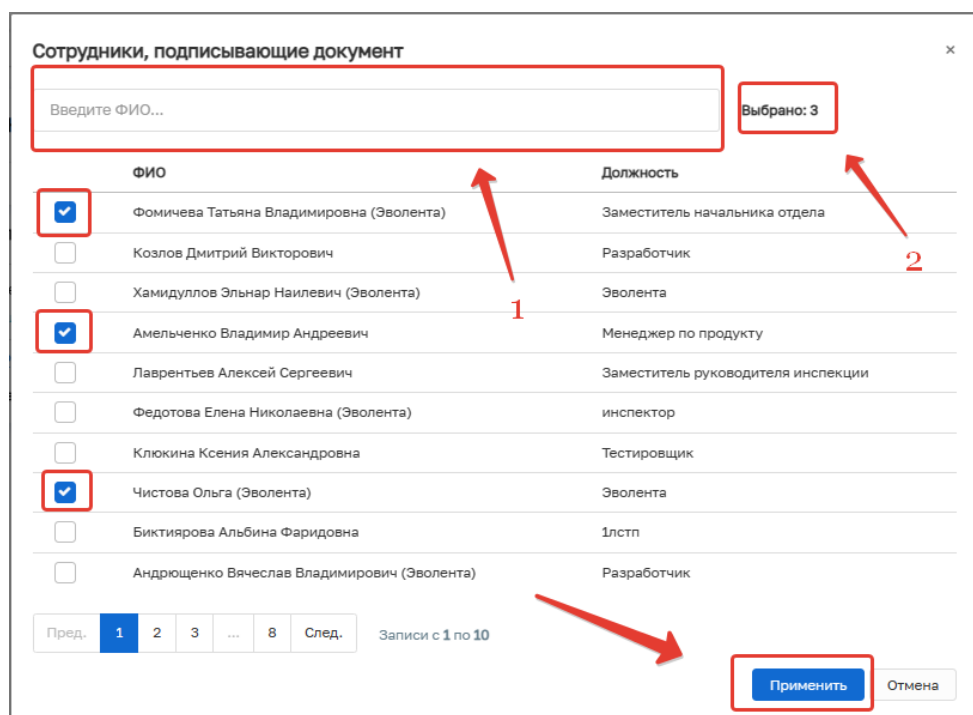 Сотрудники, подписывающие документ ×
Введите ФИО... Выбрано: 3
ФИО Должность
Фомичева Татьяна Владимировна (Эволента) Заместитель начальника отдела
Козлов Дмитрий Викторович Разработчик
2
Хамидуллов Эльнар Наилевич (Эволента) Эволента
1
Амельченко Владимир Андреевич Менеджер по продукту
Лаврентьев Алексей Сергеевич Заместитель руководителя инспекции
Федотова Елена Николаевна (Эволента) инспектор
Клюкина Ксения Александровна Тестировщик
Чистова Ольга (Эволента) Эволента
Биктиярова Альбина Фаридовна 1лстп
Андрющенко Вячеслав Владимирович (Эволента) Разработчик
Пред. 1 2 3 ... 8 След. Записи с 1 по 10
Применить Отмена